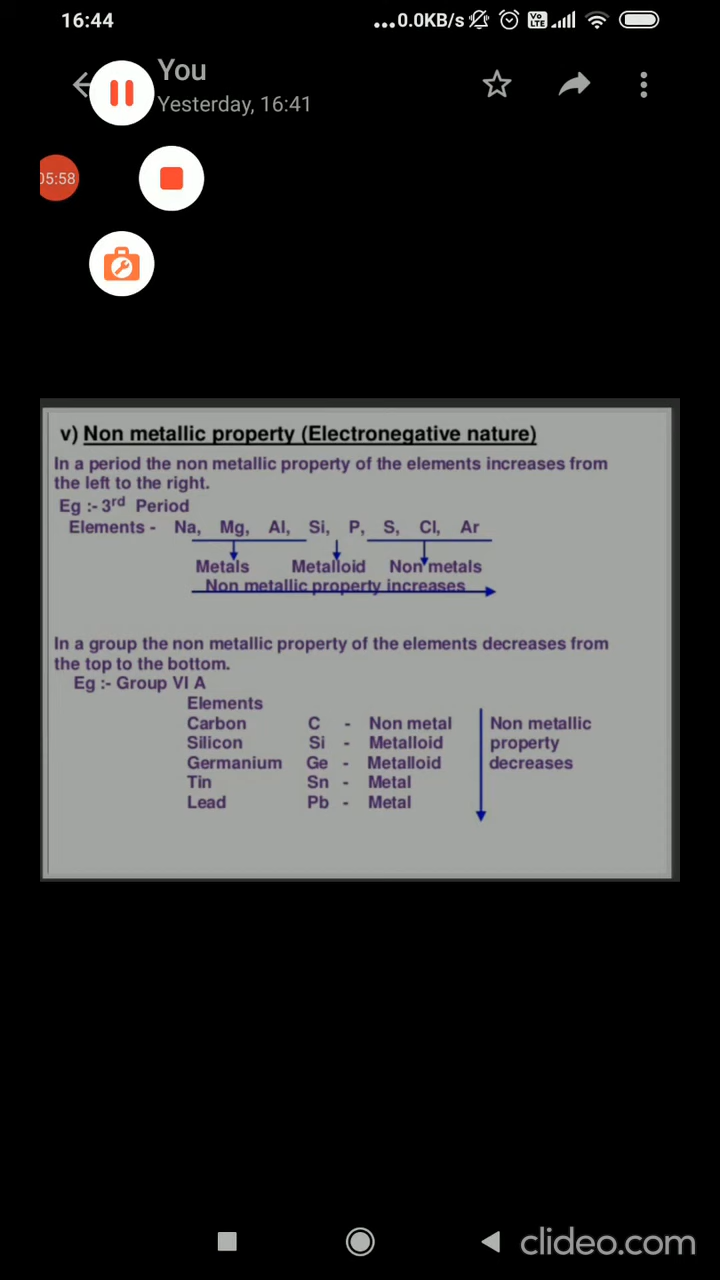 16:44
...0.0KB/s
Vo LTE
You
Yesterday, 16:41
05:58
v) Non metallic property (Electronegative nature)
In a period the non metallic property of the elements increases from
the left to the right.
Eg :- 3rd Period
Elements - Na, Mg, Al, Si, P, S, Cl, Ar
Metals Metalloid Non metals
Non metallic property increases
In a group the non metallic property of the elements decreases from
the top to the bottom.
Eg :- Group VI A
Elements
Carbon C - Non metal Non metallic
Silicon Si - Metalloid property
Germanium Ge - Metalloid decreases
Tin Sn - Metal
Lead Pb - Metal
clideo.com